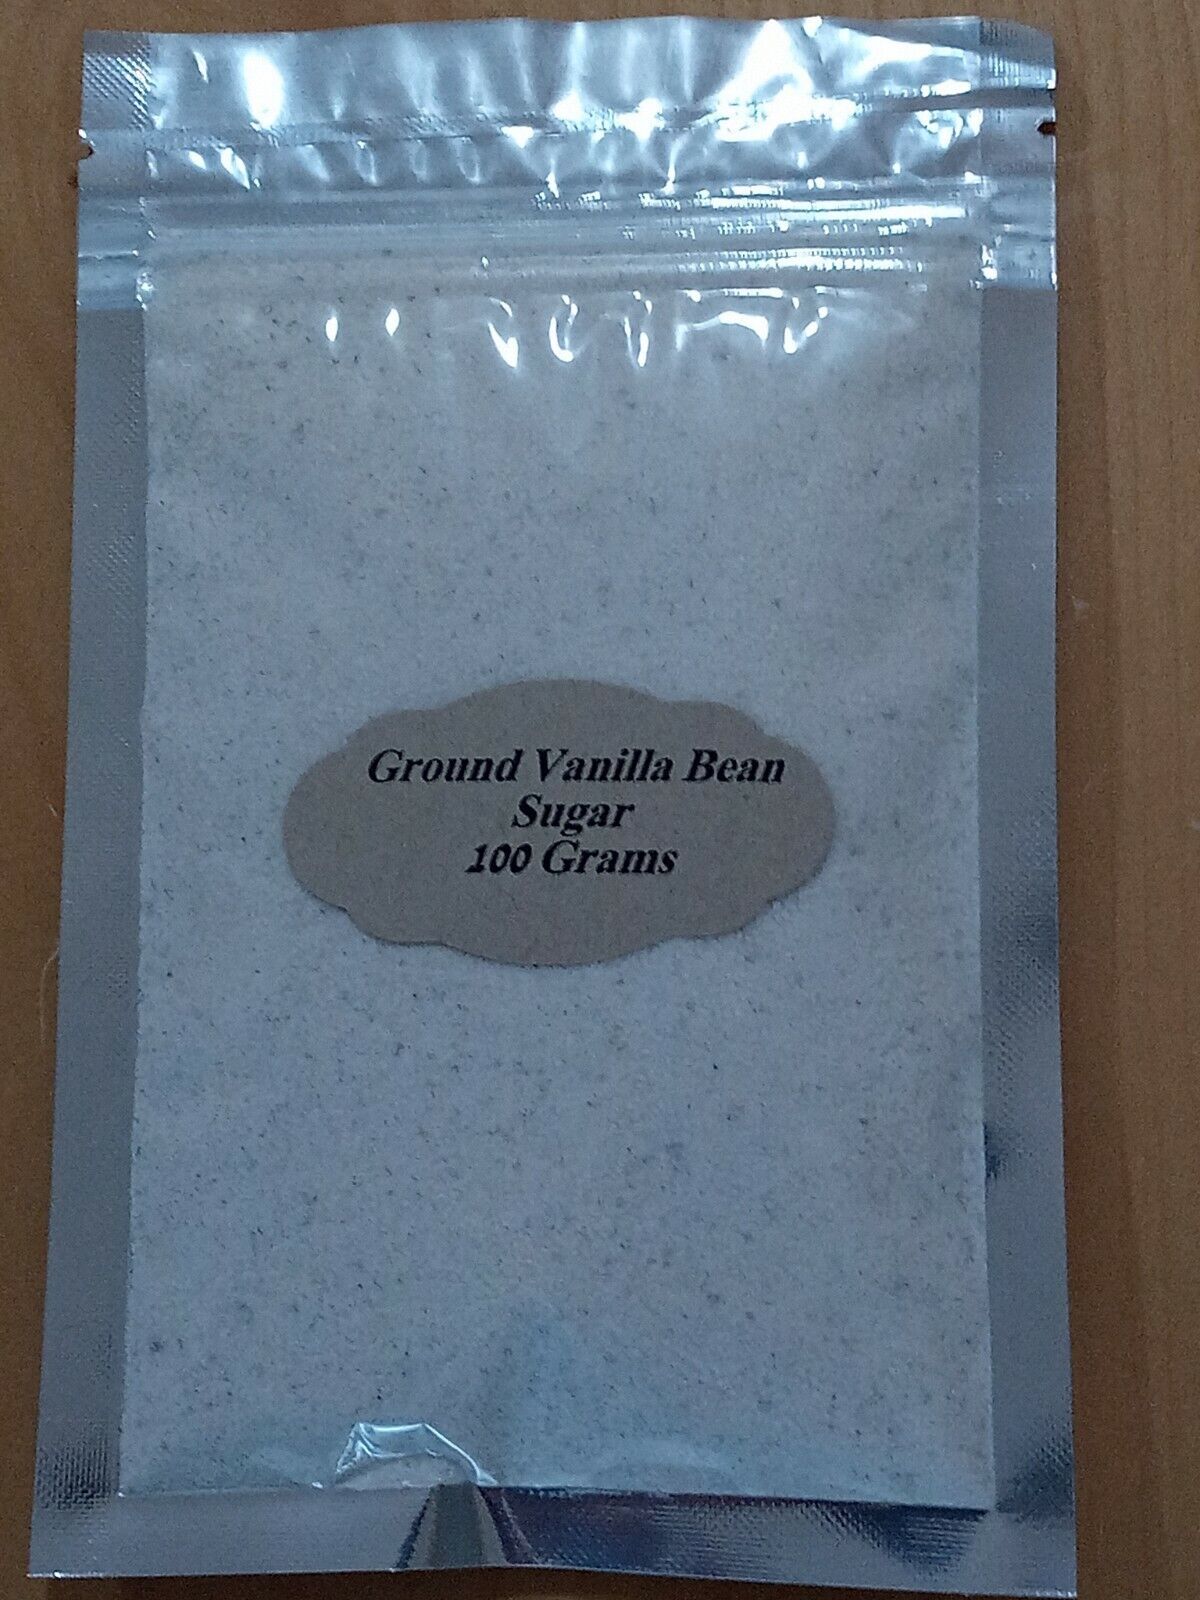 Ground Vanilla Bean
Sugar
100 Grams